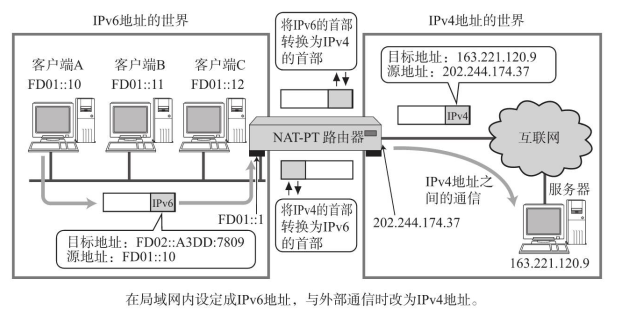 IPv6地址的世界
IPv4地址的世界
将IPv6的首部
转换为IPv4
的首部
客户端A
FD01::10
客户端B
FD01::11
客户端C
FD01::12
目标地址：163.221.120.9
源地址：202.244.174.37
IPv4
NAT-PT 路由器
互联网
IPv6
FD01::1
将IPv4的首部
转换为IPv6
的首部
IPv4地址之
间的通信
202.244.174.37
服务器
163.221.120.9
目标地址：FD02::A3DD:7809
源地址：FD01::10
在局域网内设定成IPv6地址，与外部通信时改为IPv4地址。